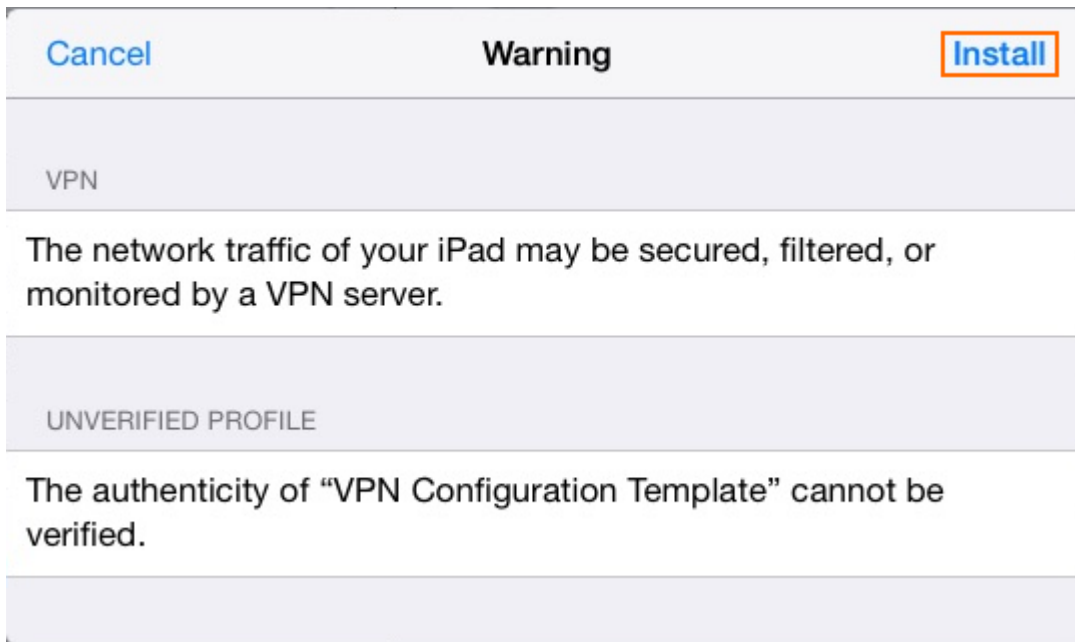 Cancel Warning Install
VPN
The network traffic of your iPad may be secured, filtered, or
monitored by a VPN server.
UNVERIFIED PROFILE
The authenticity of “VPN Configuration Template” cannot be
verified.